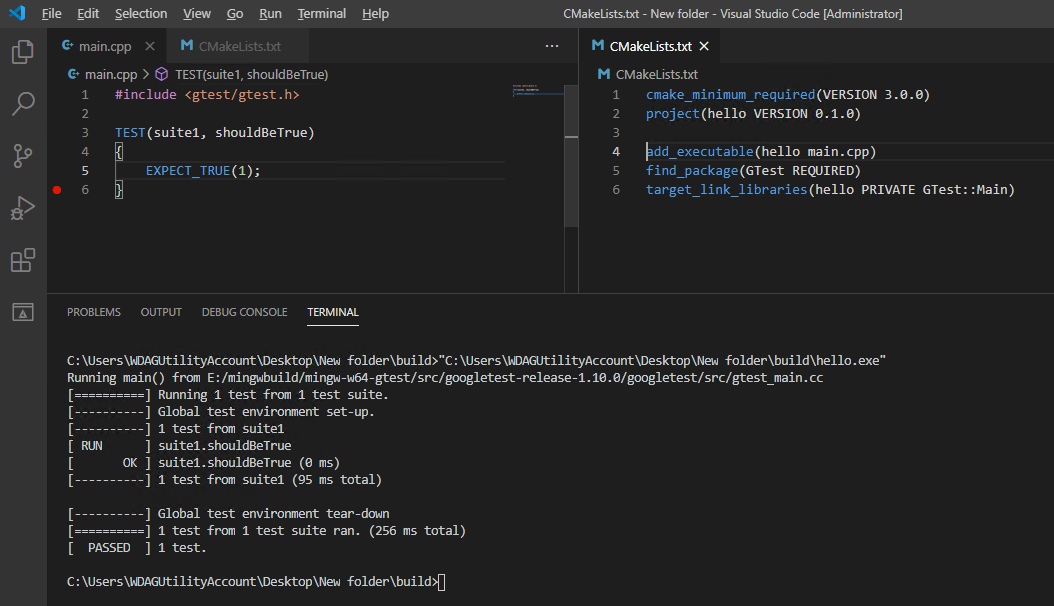 File Edit Selection View Go Run Terminal Help CMakeLists.txt - New folder - Visual Studio Code [Administrator]
main.cpp CMakeLists.txt ...
main.cpp > TEST(suite1, shouldBeTrue)
1 #include <gtest/gtest.h>
2
3 TEST(suite1, shouldBeTrue)
4 {
5 EXPECT_TRUE(1);
6 }
CMakeLists.txt
CMakeLists.txt
1 cmake_minimum_required(VERSION 3.0.0)
2 project(hello VERSION 0.1.0)
3
4 add_executable(hello main.cpp)
5 find_package(GTest REQUIRED)
6 target_link_libraries(hello PRIVATE GTest::Main)
PROBLEMS OUTPUT DEBUG CONSOLE TERMINAL
C:\Users\WDAGUtilityAccount\Desktop\New folder\build>"C:\Users\WDAGUtilityAccount\Desktop\New folder\build\hello.exe"
Running main() from E:/mingwbuild/mingw-w64-gtest/src/googletest-release-1.10.0/googletest/src/gtest_main.cc
[==========] Running 1 test from 1 test suite.
[----------] Global test environment set-up.
[----------] 1 test from suite1
[ RUN      ] suite1.shouldBeTrue
[       OK ] suite1.shouldBeTrue (0 ms)
[----------] 1 test from suite1 (95 ms total)
[----------] Global test environment tear-down
[==========] 1 test from 1 test suite ran. (256 ms total)
[  PASSED  ] 1 test.
C:\Users\WDAGUtilityAccount\Desktop\New folder\build>